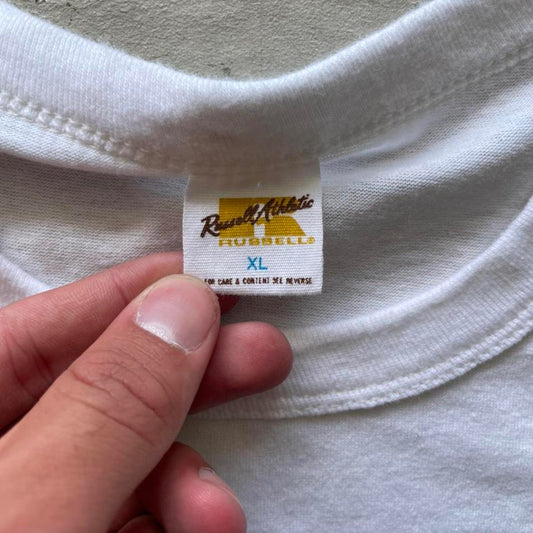 Russell Athletic
RUSSELL®
XL
FOR CARE & CONTENT SEE REVERSE